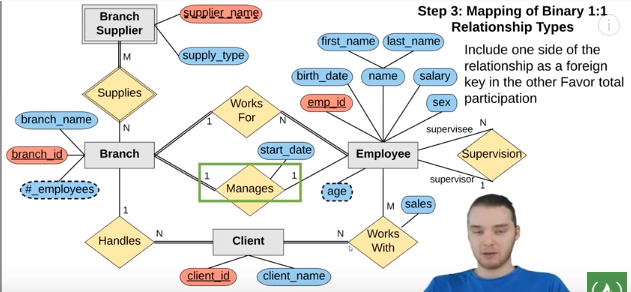 Step 3: Mapping of Binary 1:1
Relationship Types
Include one side of the
relationship as a foreign
key in the other Favor total
participation
Branch
Supplier
supplier_name
supply_type
M
Supplies
N
first_name
last_name
birth_date
name
salary
emp_id
sex
branch_name
branch_id
#_employees
Branch
Works
For
1
N
start_date
1
Manages
1
Employee
age
supervisee
N
Supervision
supervisor
1
1
Handles
N
Client
N
Works
With
M
sales
client_id
client_name
i